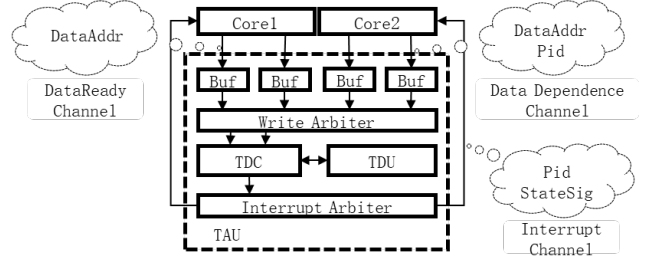 DataAddr
DataReady
Channel
Core1
Core2
Buf
Buf
Buf
Buf
Write Arbiter
TDC
TDU
Interrupt Arbiter
TAU
DataAddr
Pid
Data Dependence
Channel
Pid
StateSig
Interrupt
Channel